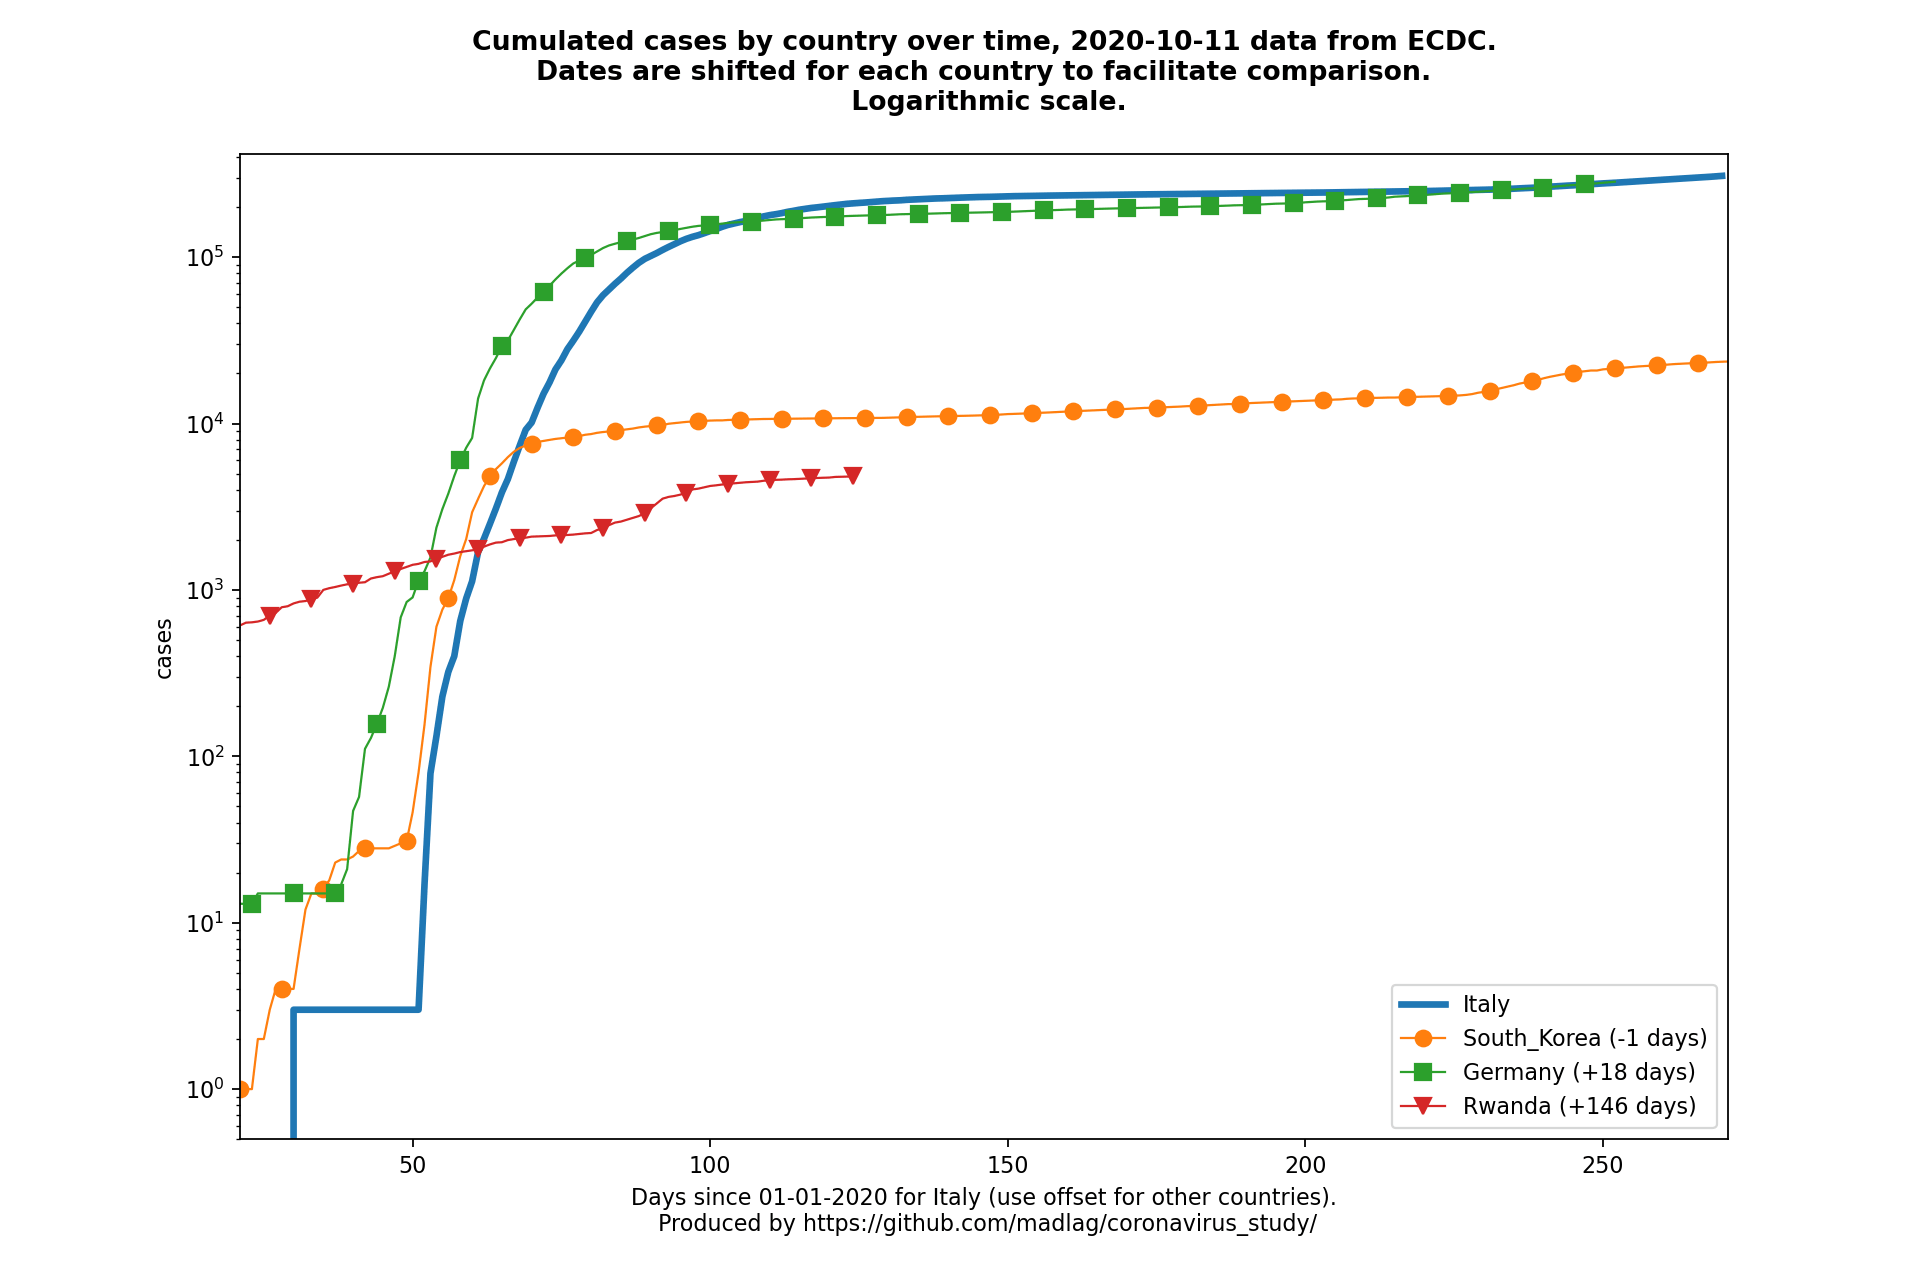 Cumulated cases by country over time, 2020-10-11 data from ECDC.
Dates are shifted for each country to facilitate comparison.
Logarithmic scale.
10^5
10^4
10^3
10^2
10^1
10^0
cases
Italy
South_Korea (-1 days)
Germany (+18 days)
Rwanda (+146 days)
50 100 150 200 250
Days since 01-01-2020 for Italy (use offset for other countries).
Produced by https://github.com/madlag/coronavirus_study/